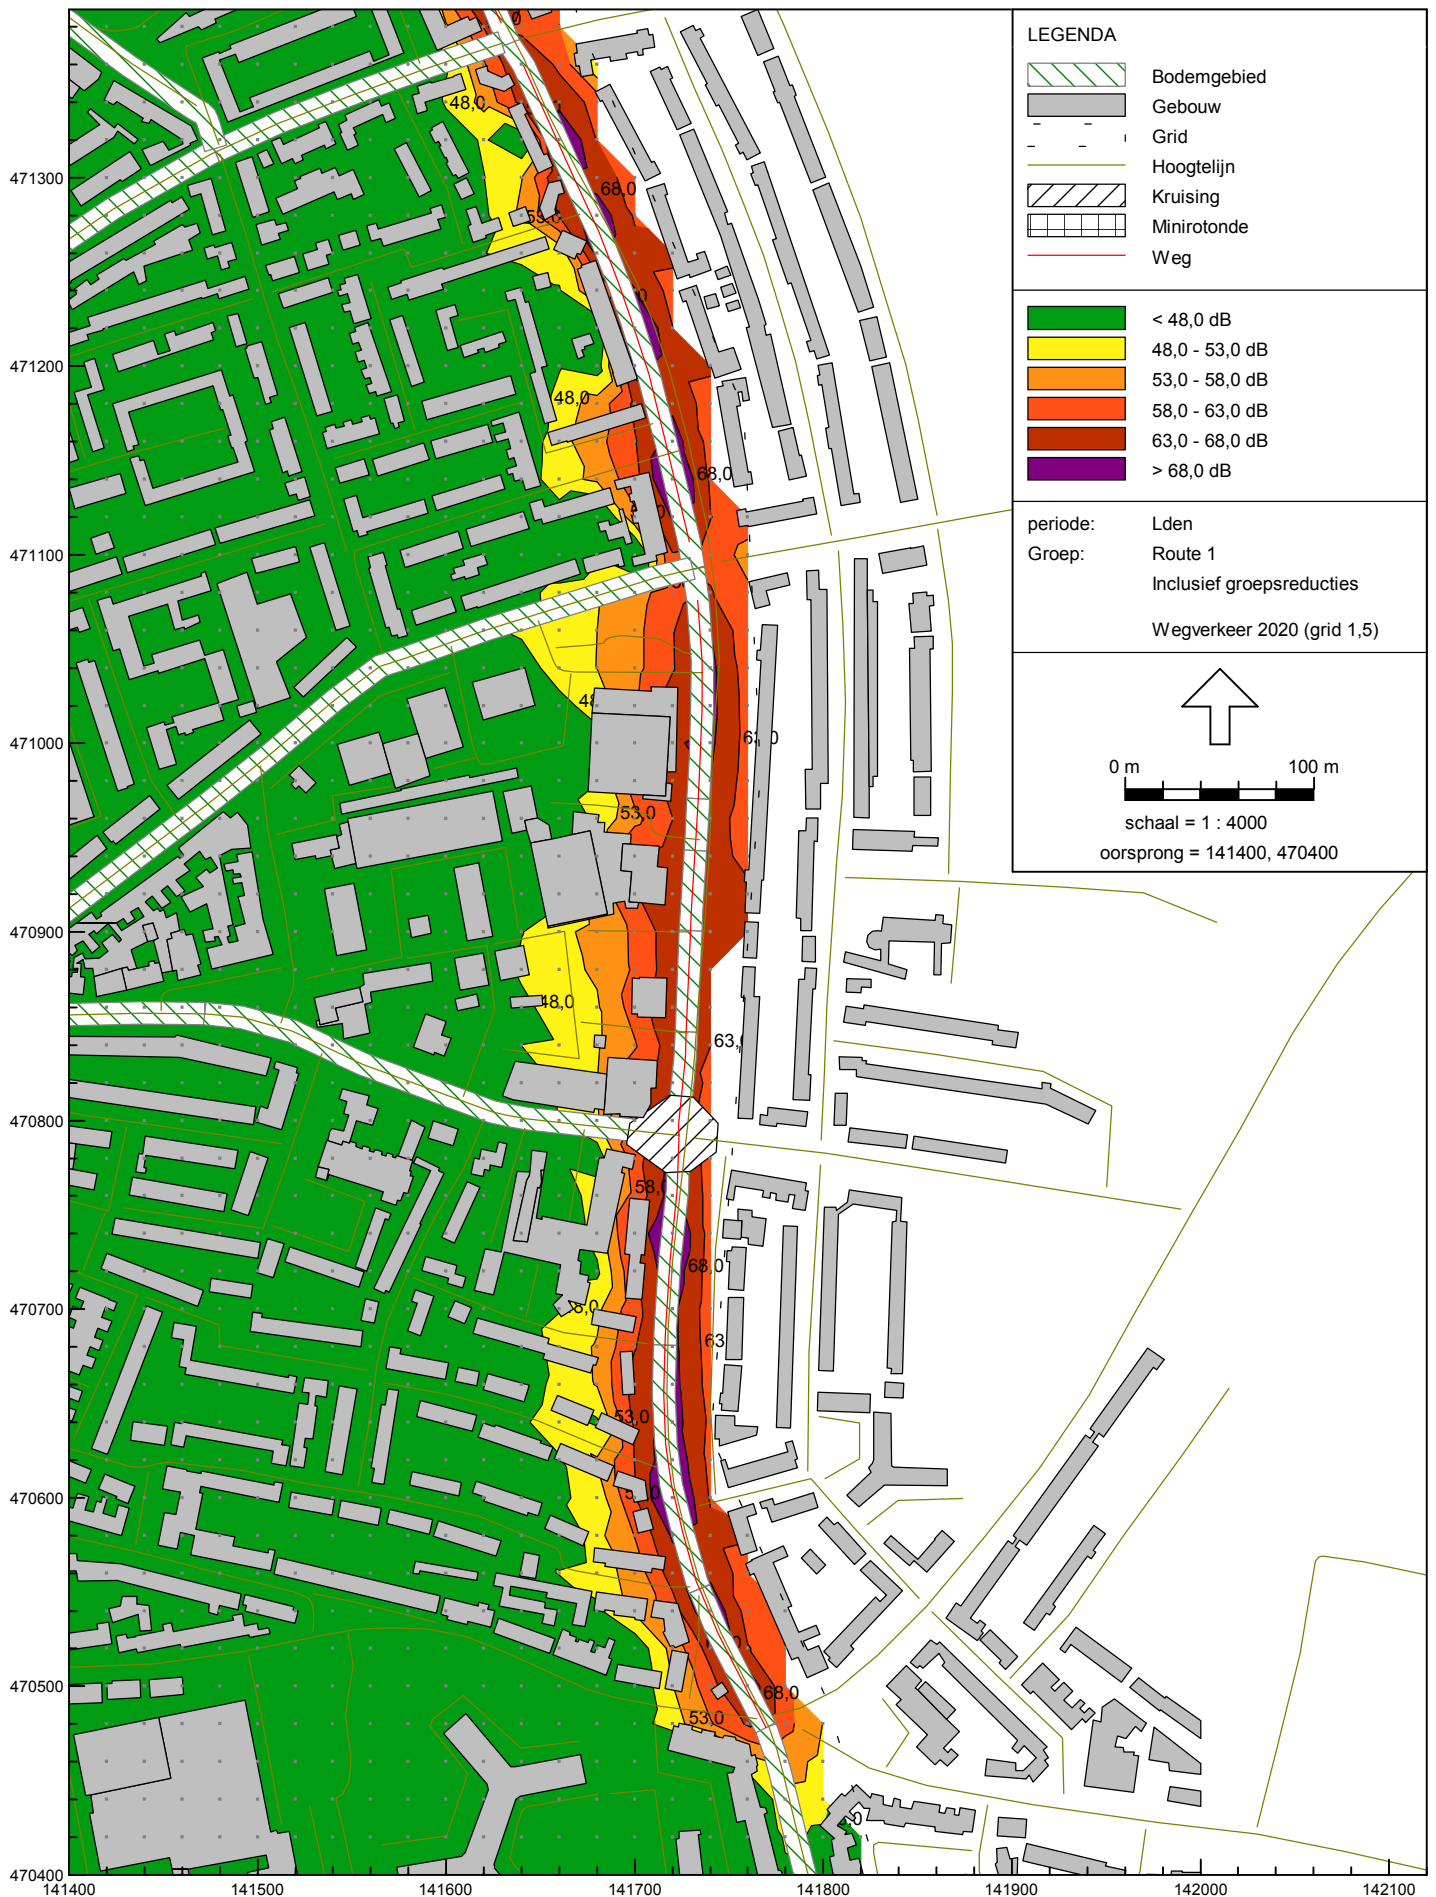 LEGENDA
Bodemgebied
Gebouw
Grid
Hoogtelijn
Kruising
Minirotonde
Weg
< 48,0 dB
48,0 - 53,0 dB
53,0 - 58,0 dB
58,0 - 63,0 dB
63,0 - 68,0 dB
> 68,0 dB
periode: Lden
Groep: Route 1
Inclusief groepsreducties
Wegverkeer 2020 (grid 1,5)
0 m 100 m
schaal = 1 : 4000
oorsprong = 141400, 470400
48,0
68,0
471300
471200
48,0
68,0
471100
471000
53,0
470900
48,0
63,0
470800
58,0
68,0
470700
63
53,0
470600
470500
68,0
53,0
470400
141400 141500 141600 141700 141800 141900 142000 142100